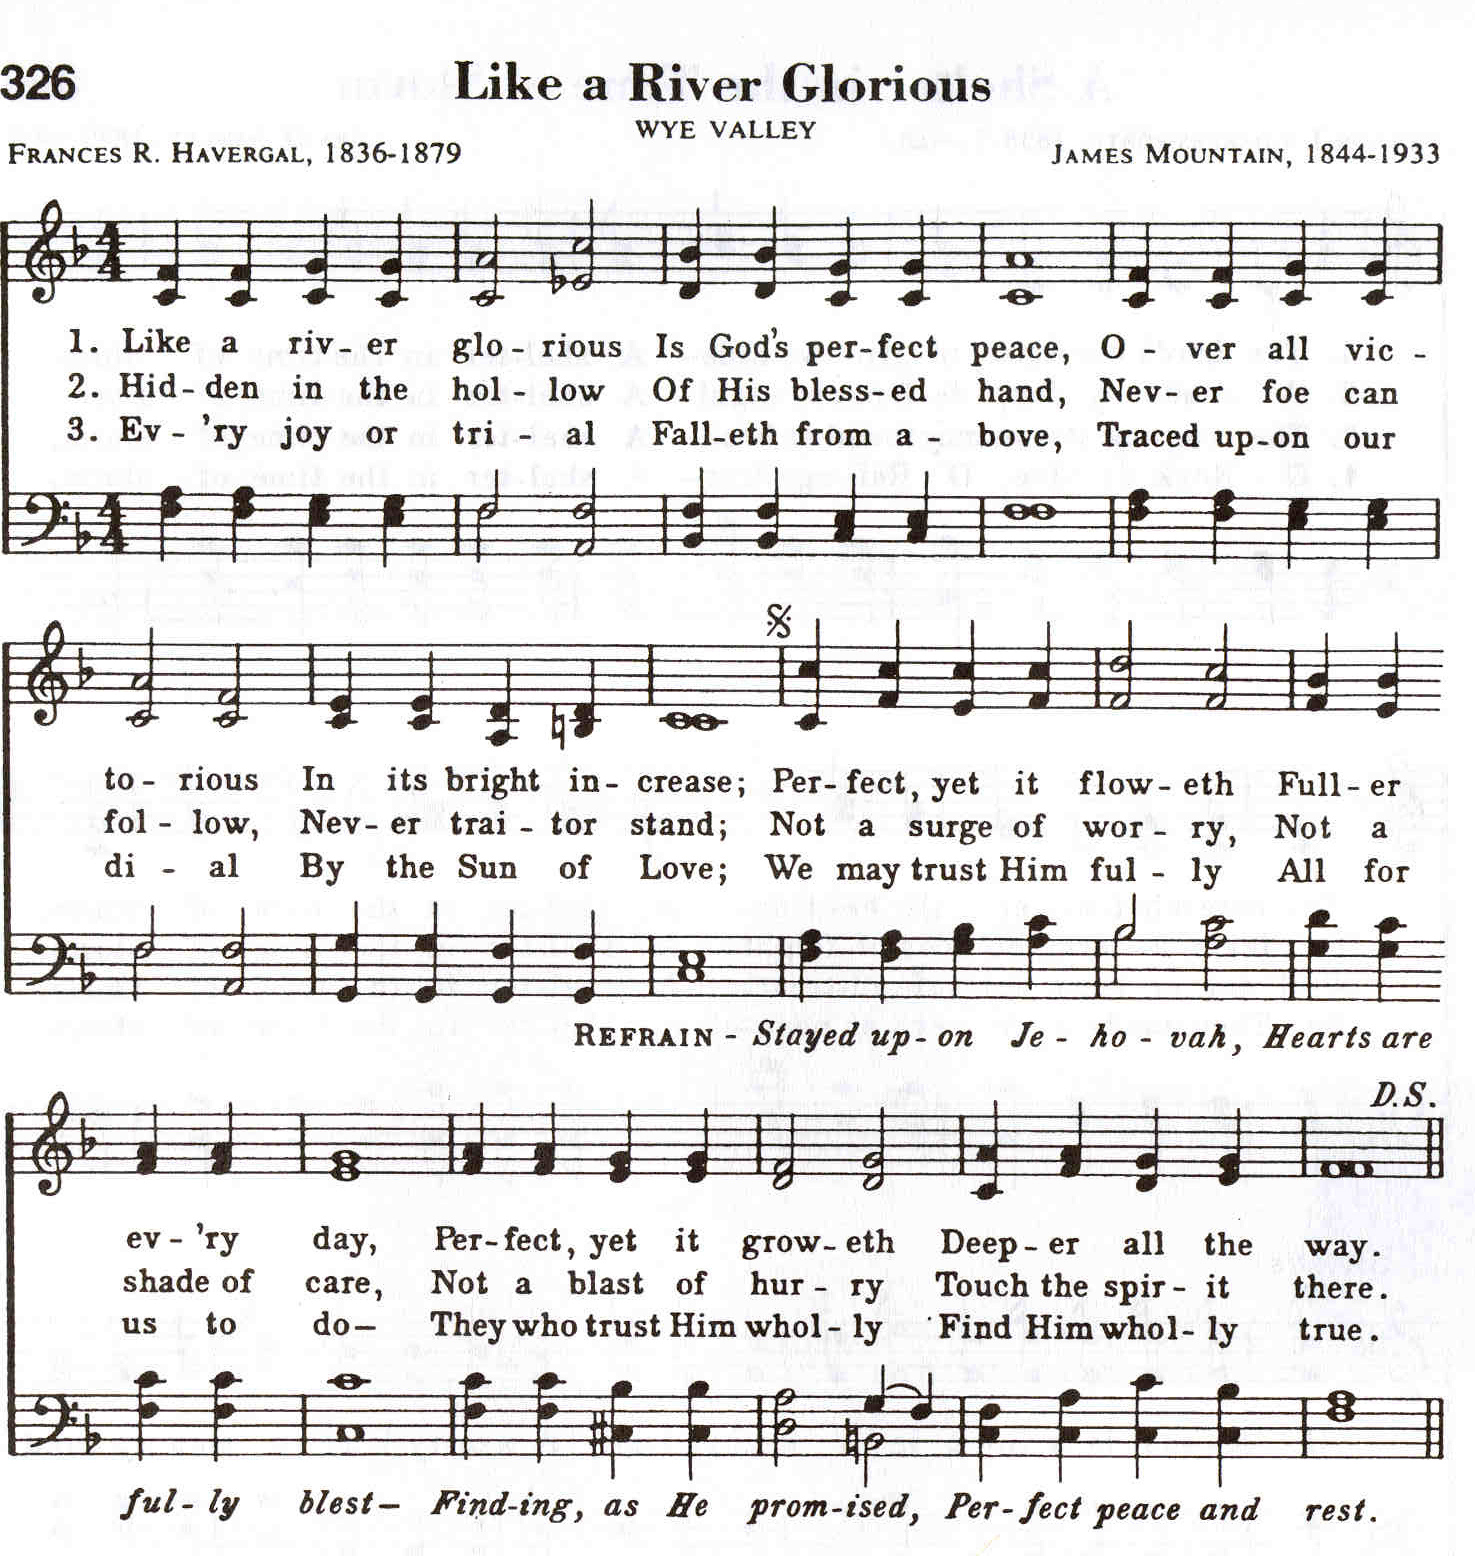 326
Like a River Glorious
WYE VALLEY
FRANCES R. HAVERGAL, 1836-1879
JAMES MOUNTAIN, 1844-1933
1. Like a riv-er glo-rious Is God's per-fect peace, O-ver all vic-
2. Hid-den in the hol low Of His bless-ed hand, Nev-er foe can
3. Ev-'ry joy or tri-al Fall-eth from a-bove, Traced up-on our
to-rious In its bright in-crease; Per-fect, yet it flow-eth Full-er
fol-low, Nev-er trai-tor stand; Not a surge of wor-ry, Not a
di-al By the Sun of Love; We may trust Him ful-ly All for
REFRAIN - Stayed up-on Je-ho-vah, Hearts are
D.S.
ev-'ry day, Per-fect, yet it grow-eth Deep-er all the way.
shade of care, Not a blast of hur-ry Touch the spir-it there.
us to do— They who trust Him whol-ly Find Him whol-ly true.
ful-ly blest— Find-ing, as He prom-ised, Per-fect peace and rest.